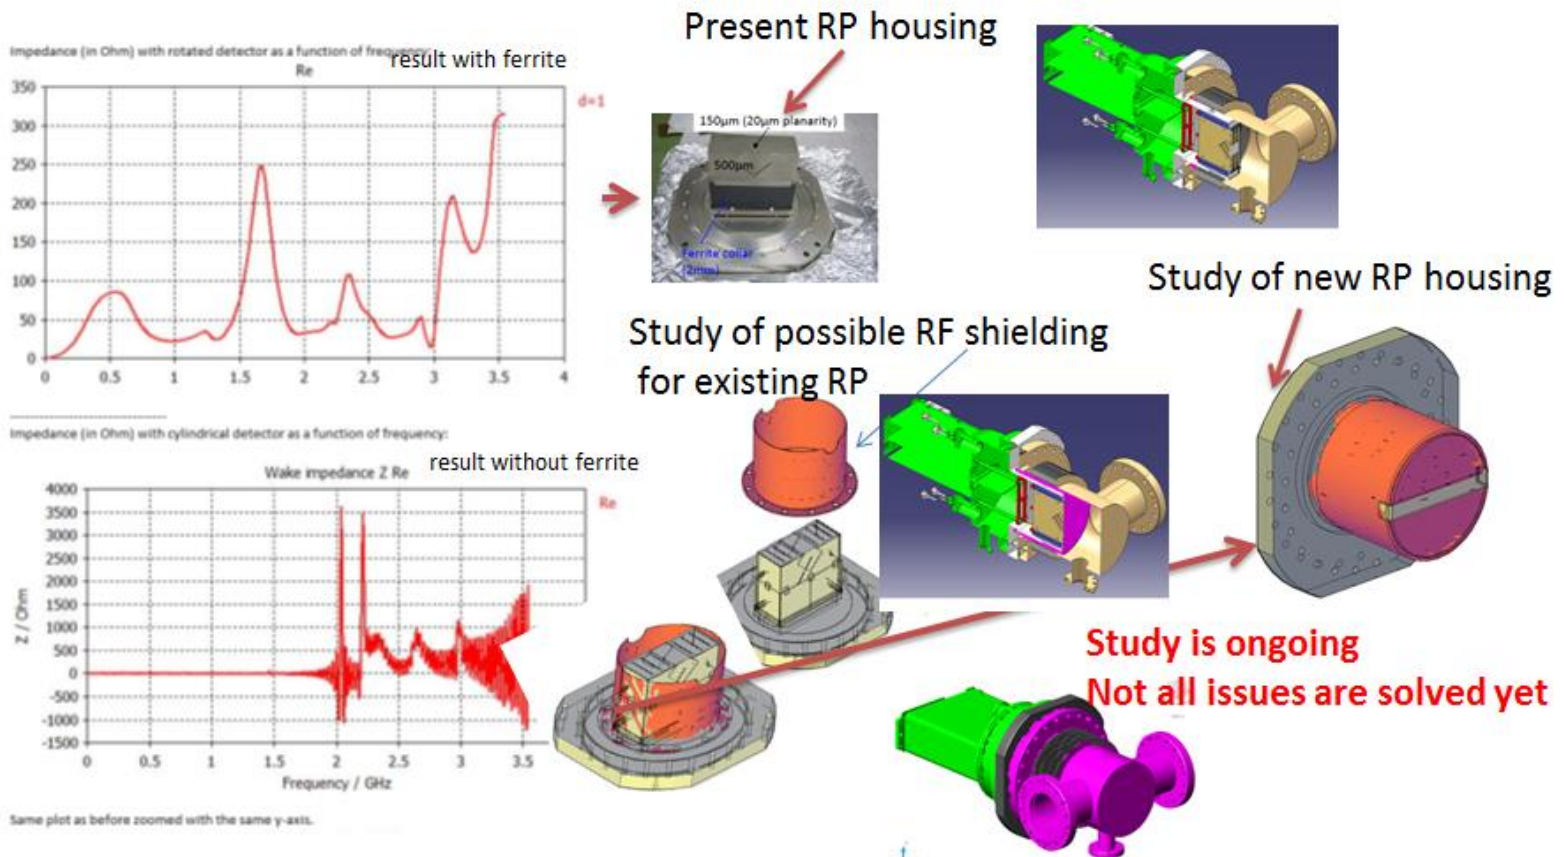 Present RP housing
Impedance (in Ohm) with rotated detector as a function of frequency:
result with ferrite
Re
d=1
350
300
250
200
150
100
50
0
0 0.5 1 1.5 2 2.5 3 3.5 4
150µm (20µm planarity)
500µm
Ferrite collar
(2mm)
Study of new RP housing
Study of possible RF shielding
for existing RP
Impedance (in Ohm) with cylindrical detector as a function of frequency:
result without ferrite
Wake impedance Z Re
Re
4000
3500
3000
2500
2000
1500
1000
500
0
-500
-1000
-1500
Z / Ohm
0 0.5 1 1.5 2 2.5 3 3.5
Frequency / GHz
Same plot as before zoomed with the same y-axis.
Study is ongoing
Not all issues are solved yet